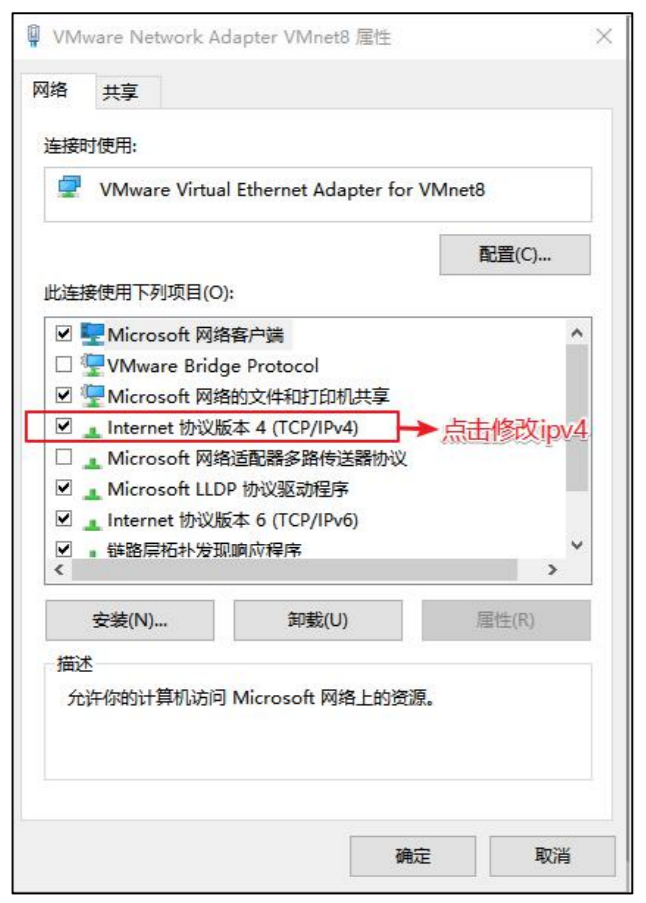 VMware Network Adapter VMnet8 属性
网络
共享
连接时使用:
VMware Virtual Ethernet Adapter for VMnet8
配置(C)...
此连接使用下列项目(O):
Microsoft 网络客户端
VMware Bridge Protocol
Microsoft 网络的文件和打印机共享
Internet 协议版本 4 (TCP/IPv4)
点击修改ipv4
Microsoft 网络适配器多路传送器协议
Microsoft LLDP 协议驱动程序
Internet 协议版本 6 (TCP/IPv6)
链路层拓扑发现响应程序
安装(N)...
卸载(U)
属性(R)
描述
允许你的计算机访问 Microsoft 网络上的资源。
确定
取消